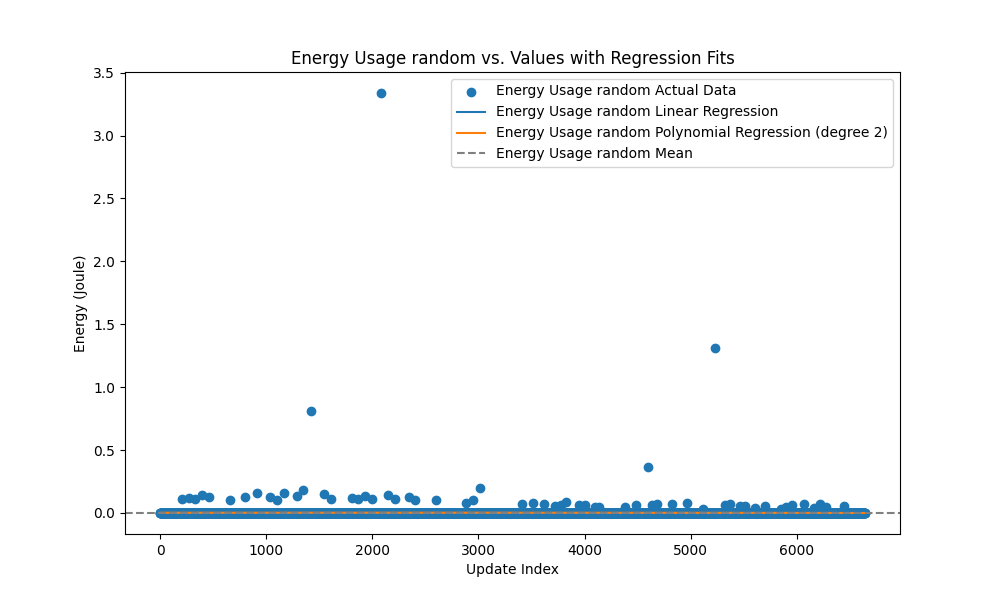 Energy Usage random vs. Values with Regression Fits
Energy Usage random Actual Data
Energy Usage random Linear Regression
Energy Usage random Polynomial Regression (degree 2)
Energy Usage random Mean
Energy (Joule)
3.5
3.0
2.5
2.0
1.5
1.0
0.5
0.0
0 1000 2000 3000 4000 5000 6000
Update Index